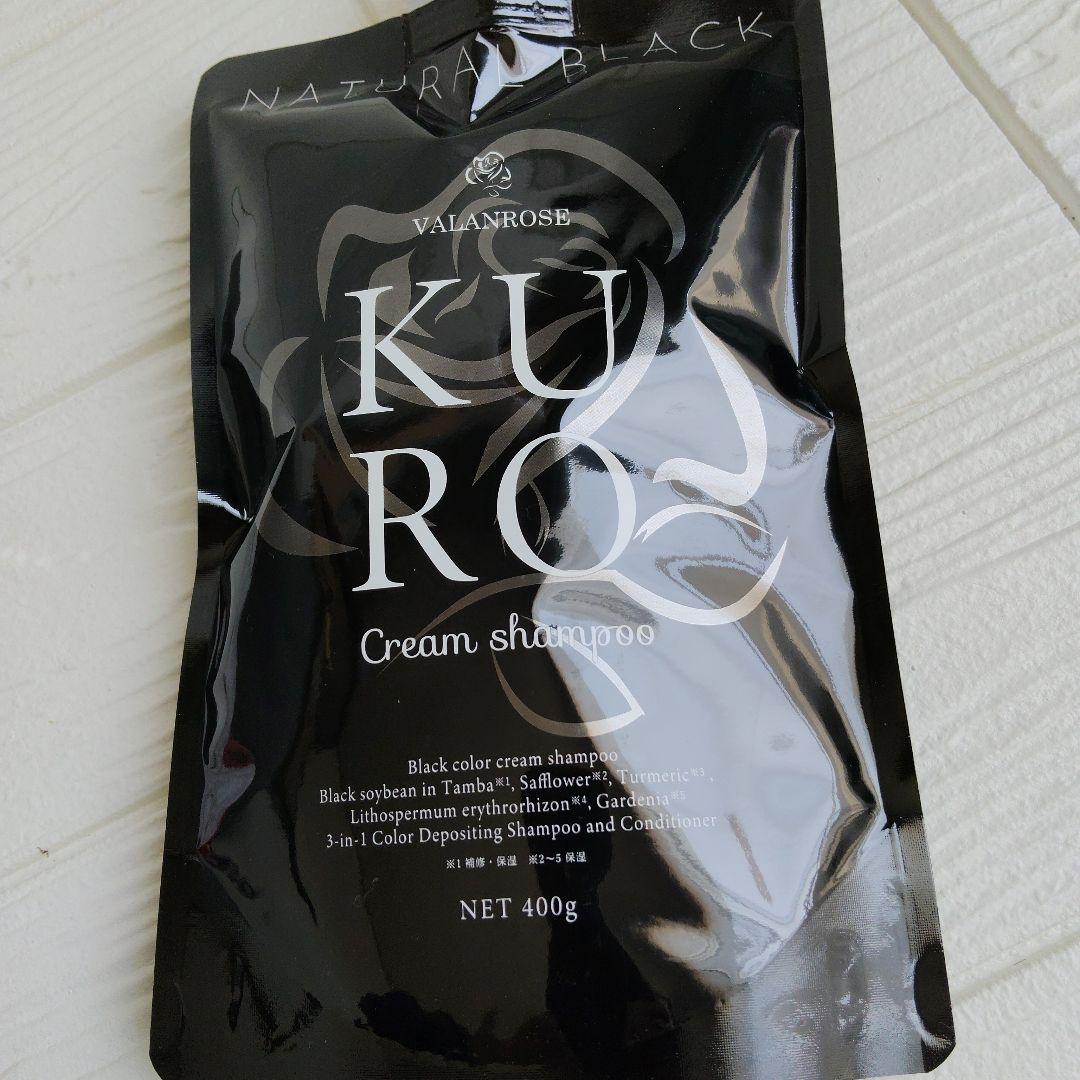 NATURAL BLACK
VALANROSE
KU
RO
Cream shampoo
Black color cream shampoo
Black soybean in Tamba※1, Safflower※2, Turmeric※3,
Lithospermum erythrorhizon※4, Gardenia※5
3-in-1 Color Depositing Shampoo and Conditioner
※1 補修・保湿 ※2～5 保湿
NET 400g